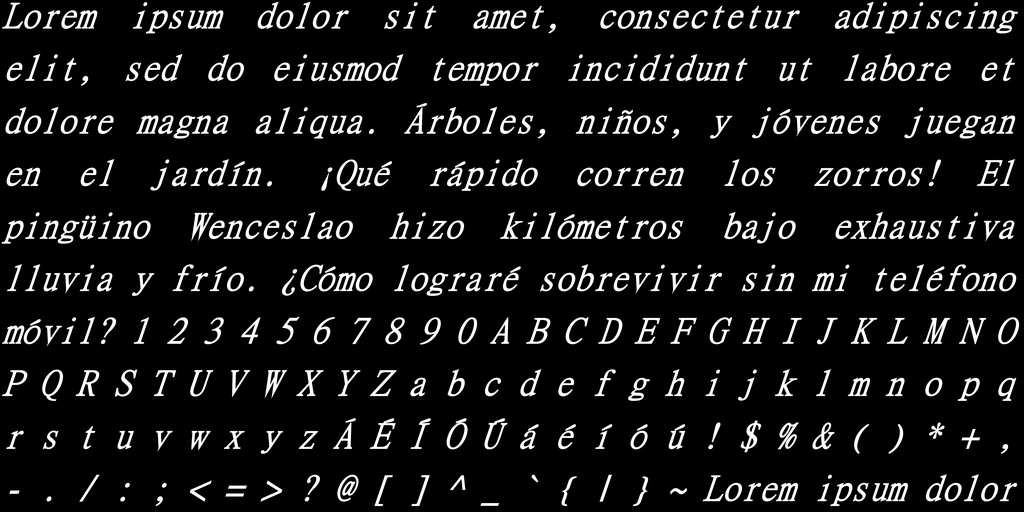 Lorem ipsum dolor sit amet, consectetur adipiscing
elit, sed do eiusmod tempor incididunt ut labore et
dolore magna aliqua. Árboles, niños, y jóvenes juegan
en el jardín. ¡Qué rápido corren los zorros! El
pingüino Wenceslao hizo kilómetros bajo exhaustiva
lluvia y frío. ¿Cómo lograré sobrevivir sin mi teléfono
móvil? 1 2 3 4 5 6 7 8 9 0 A B C D E F G H I J K L M N O
P Q R S T U V W X Y Z a b c d e f g h i j k l m n o p q
r s t u v w x y z Á É Í Ó Ú á é í ó ú ! $ % & ( ) * + ,
- . / : ; < = > ? @ [ ] ^ _ ` { | } ~ Lorem ipsum dolor